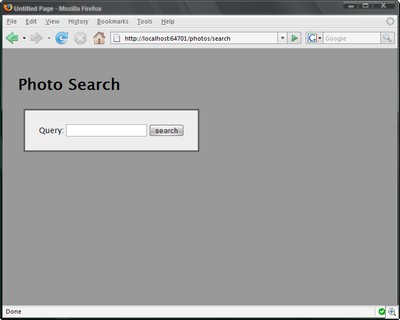 Untitled Page - Mozilla Firefox
File Edit View History Bookmarks Tools Help
http://localhost:64701/photos/search
Google
Photo Search
Query: search
Done